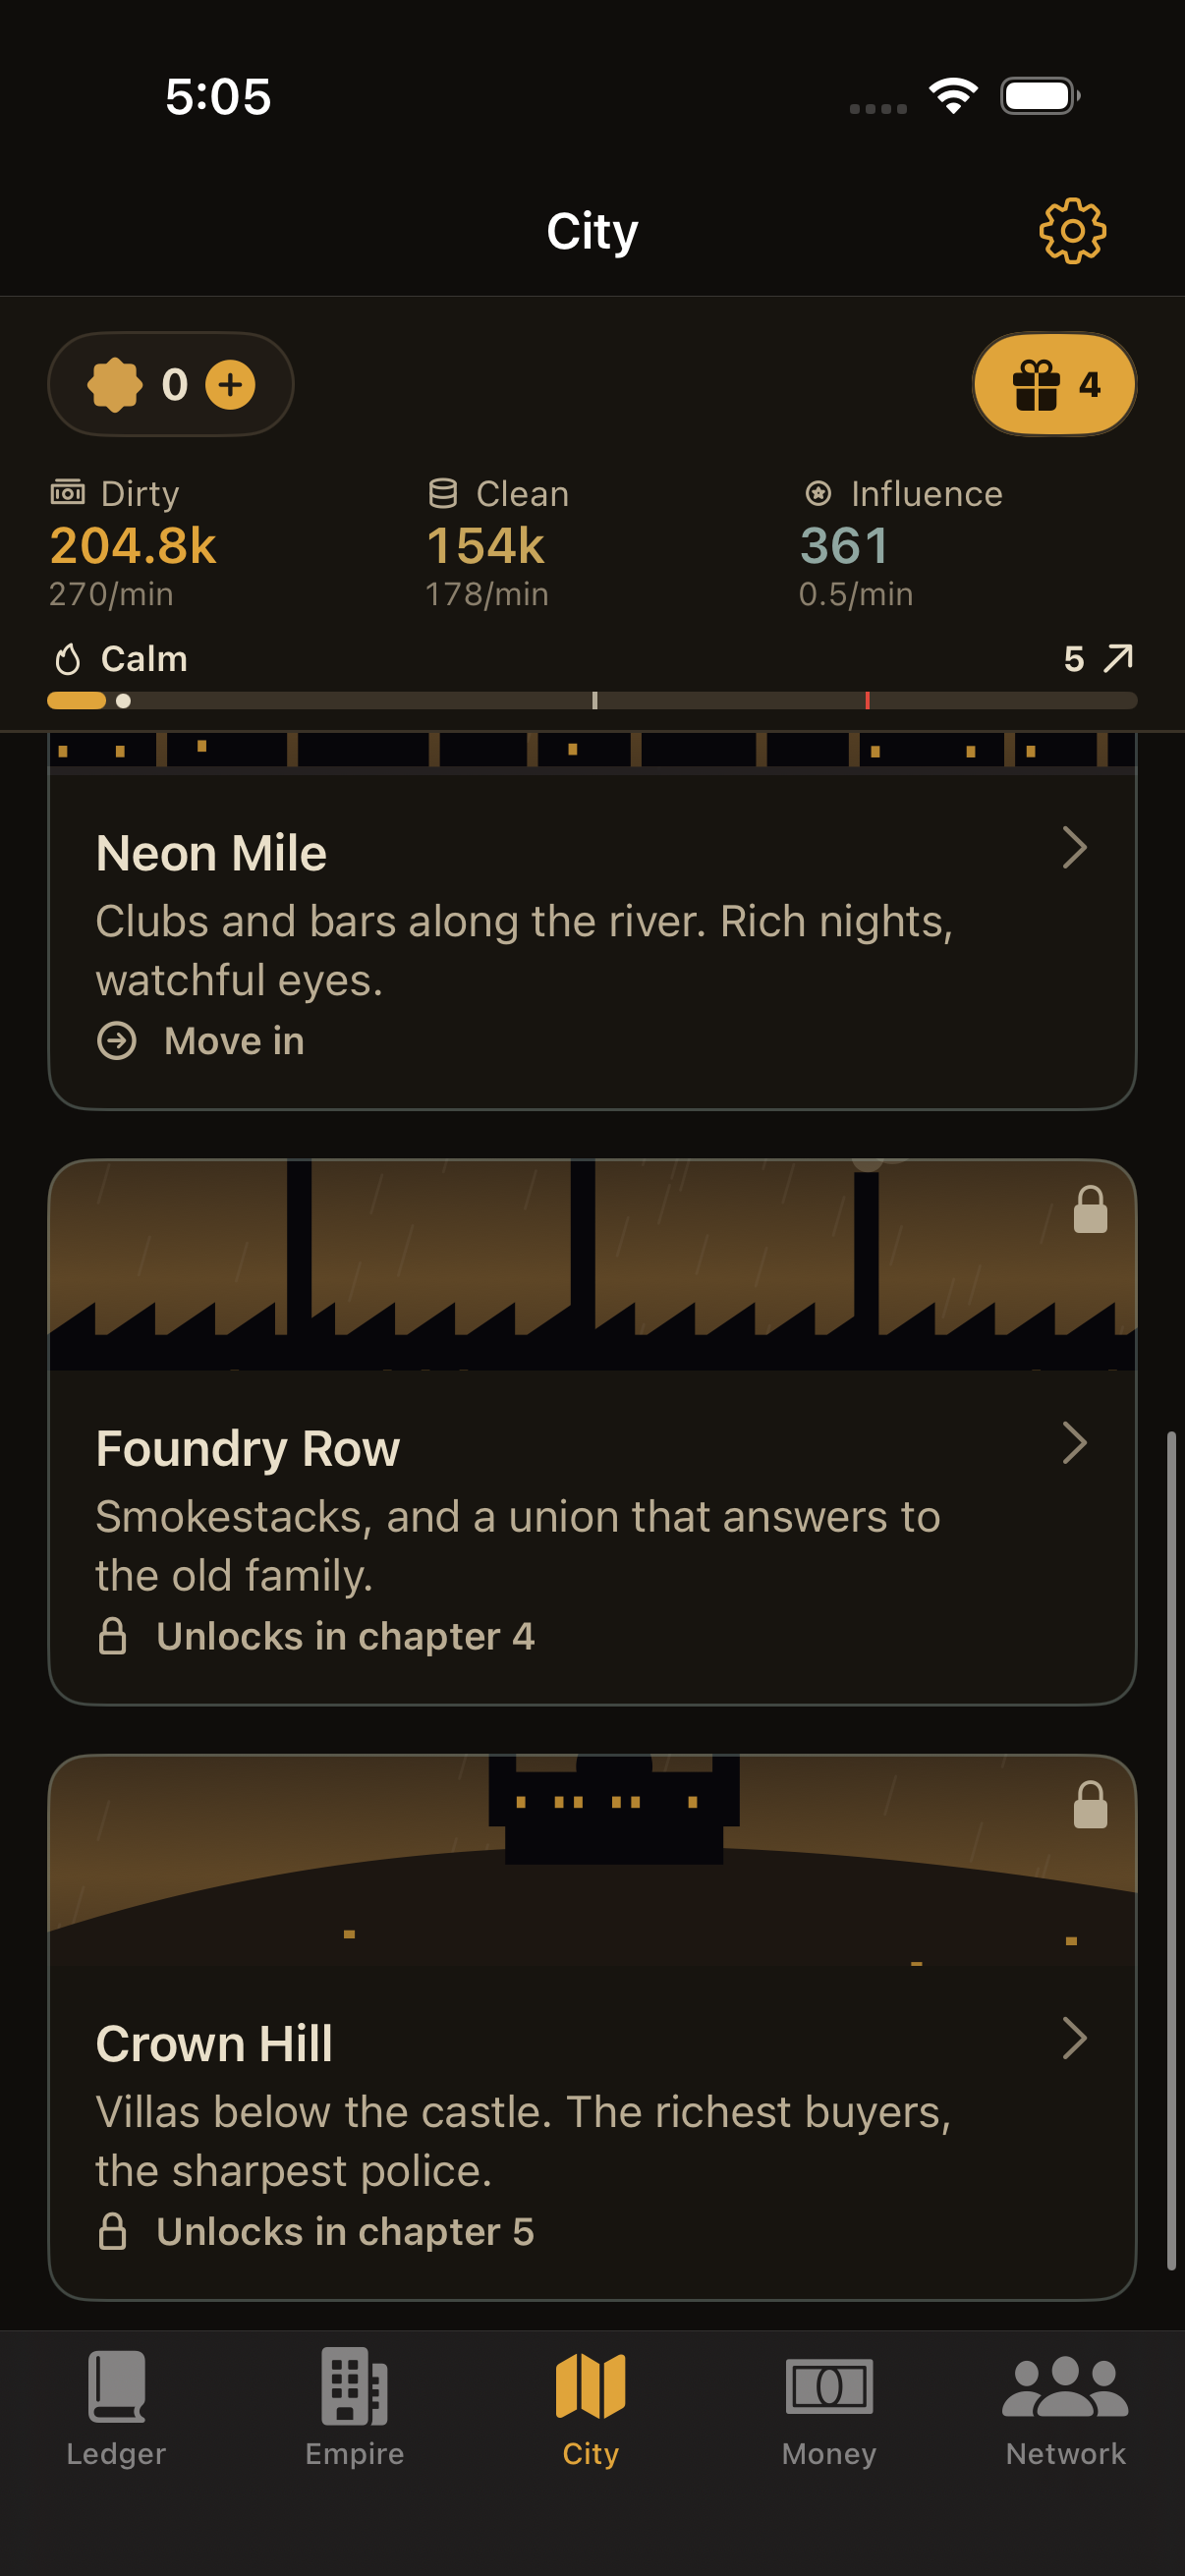 5:05
City
0
4
Dirty
Clean
Influence
204.8k
154k
361
270/min
178/min
0.5/min
Calm
5
Neon Mile
Clubs and bars along the river. Rich nights,
watchful eyes.
Move in
Foundry Row
Smokestacks, and a union that answers to
the old family.
Unlocks in chapter 4
Crown Hill
Villas below the castle. The richest buyers,
the sharpest police.
Unlocks in chapter 5
Ledger
Empire
City
Money
Network